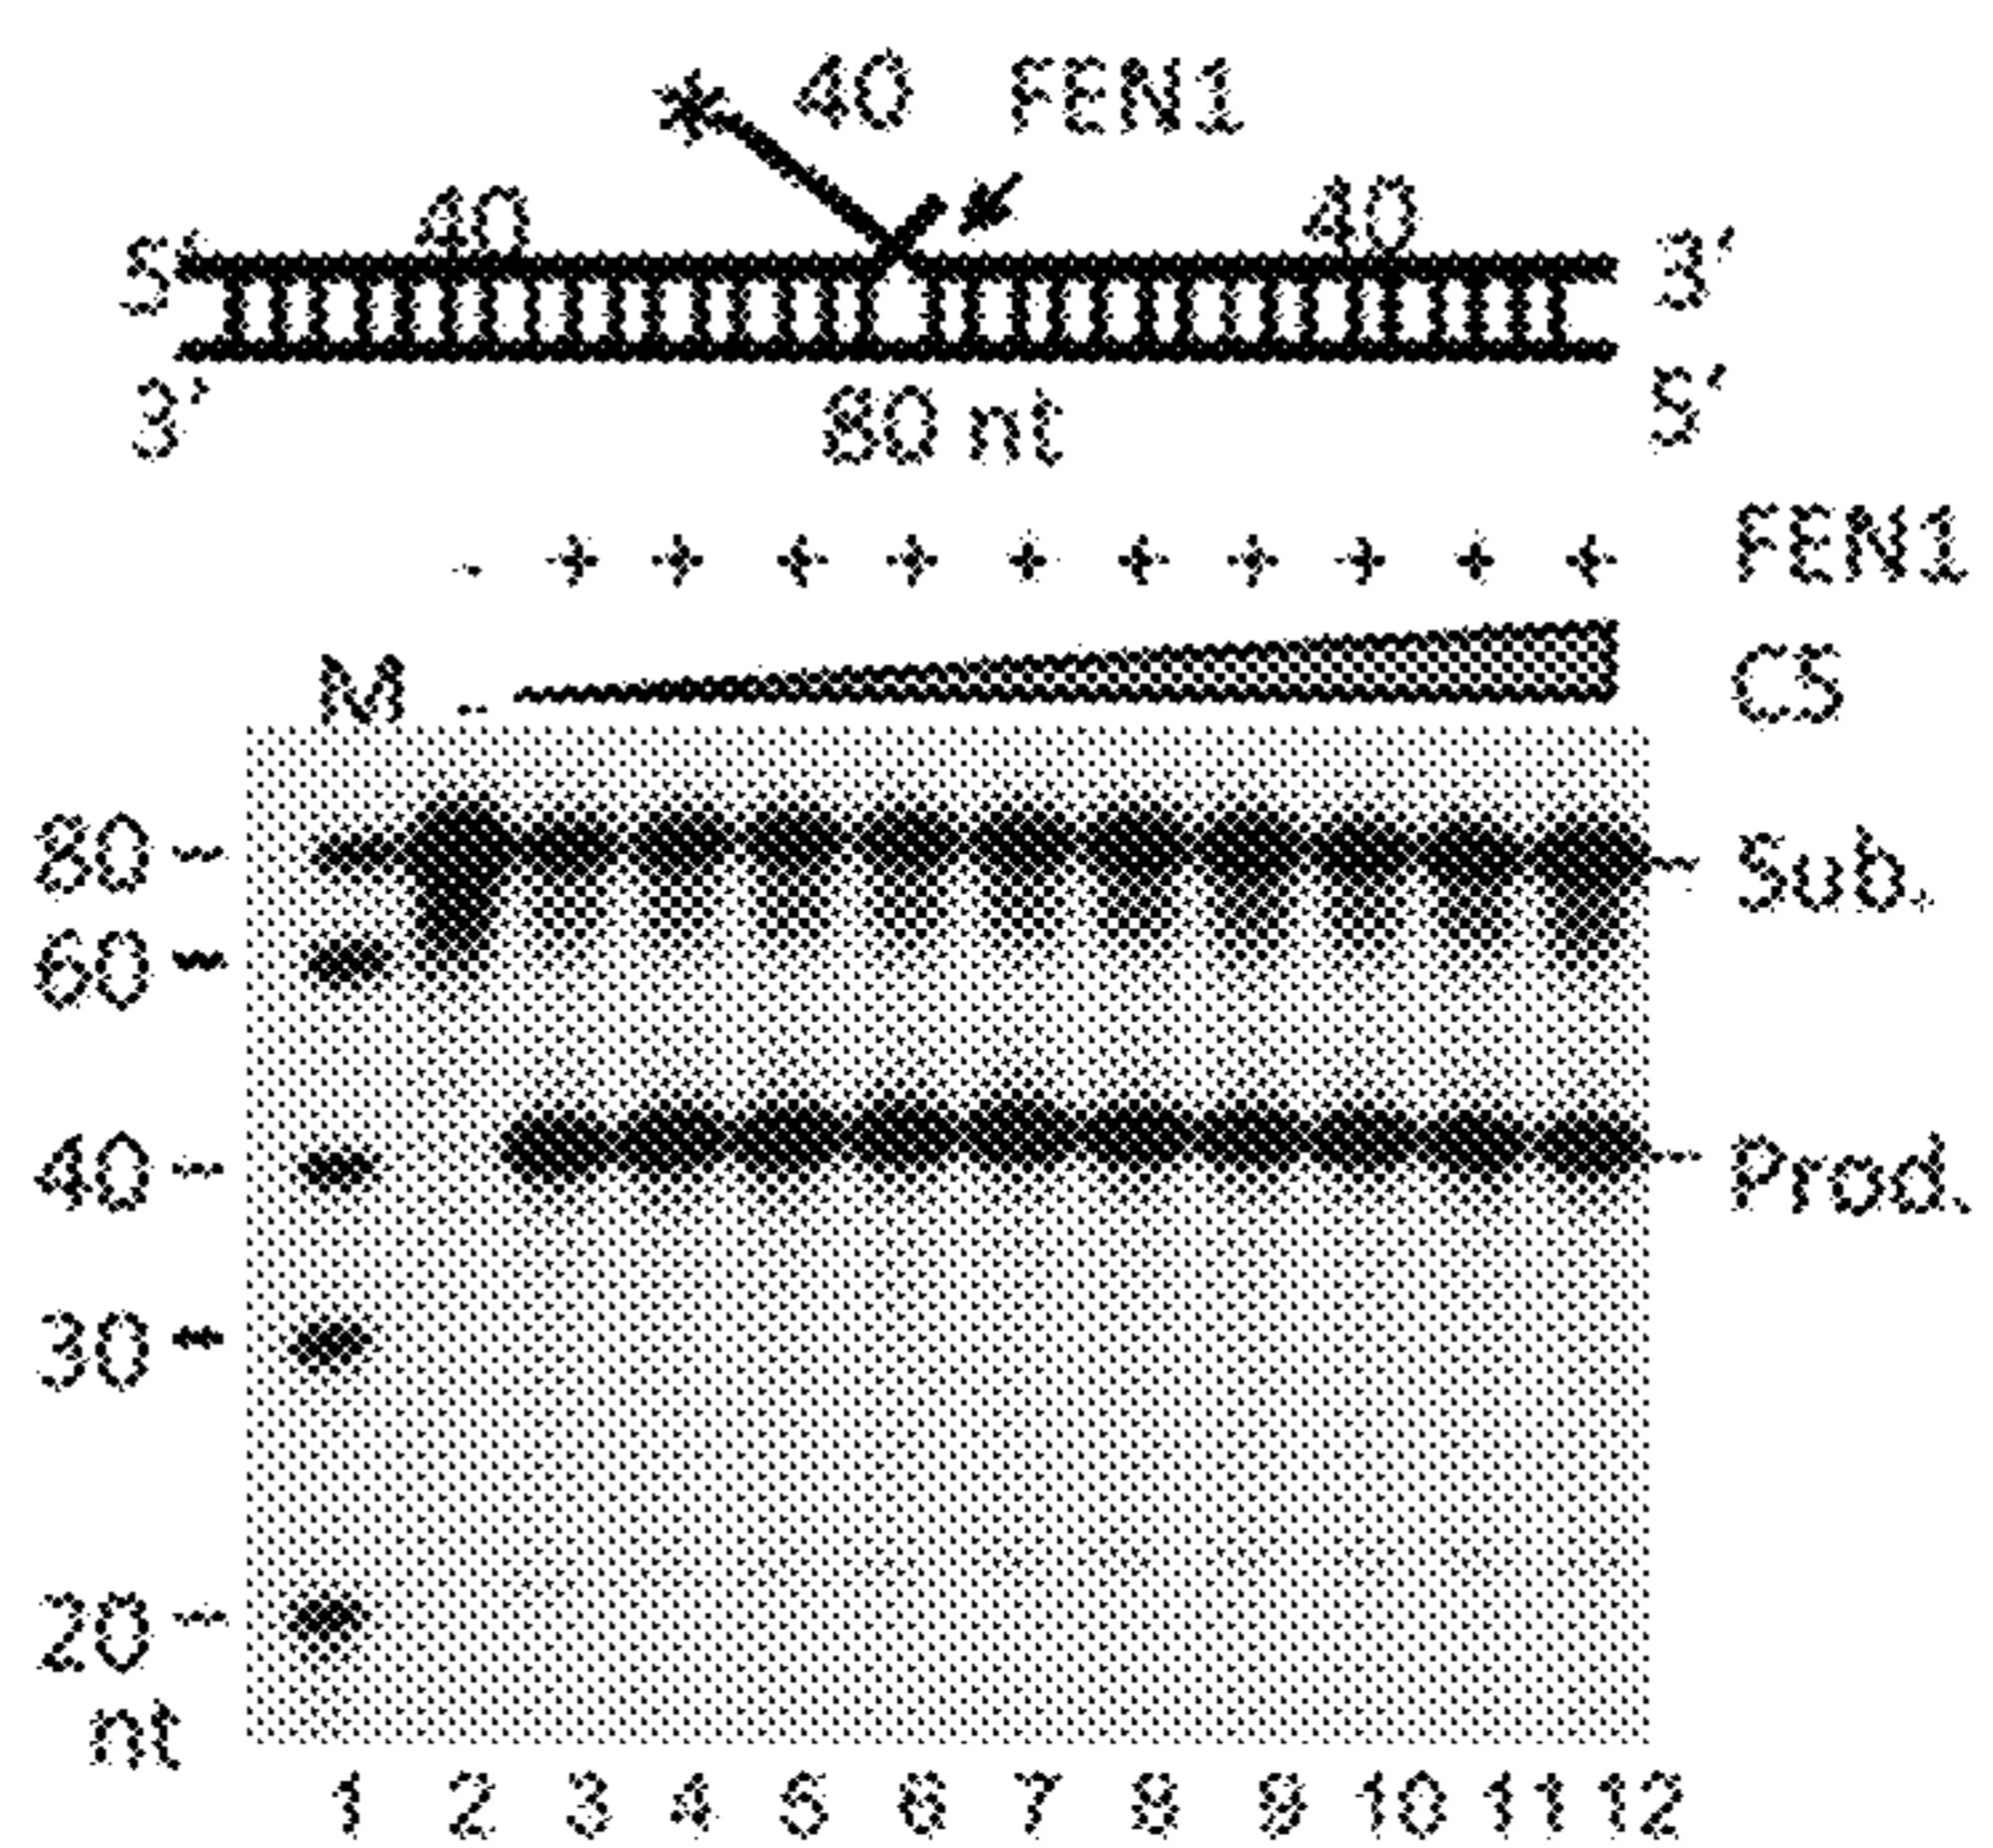 * 40 FEN1
5' 40 40 3'
3' 80 nt 5'
- + + + + + + + + + + FEN1
M - C5
80 - - Sub.
60 -
40 - - Prod.
30 -
20 -
nt
1 2 3 4 5 6 7 8 9 10 11 12